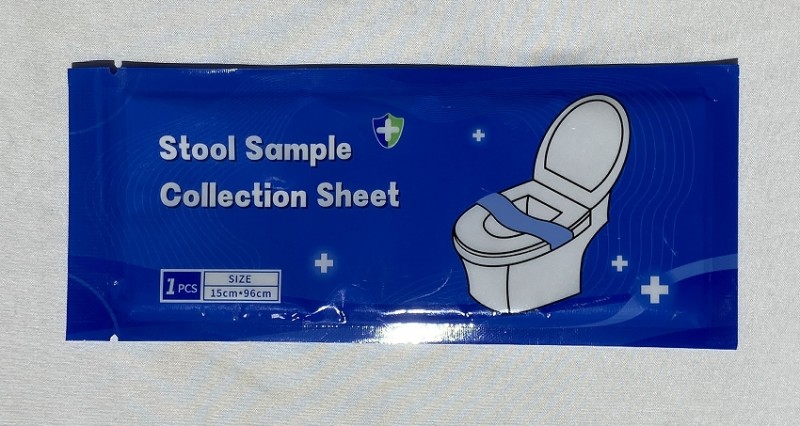 Stool Sample
Collection Sheet
1 PCS
SIZE
15cm*96cm